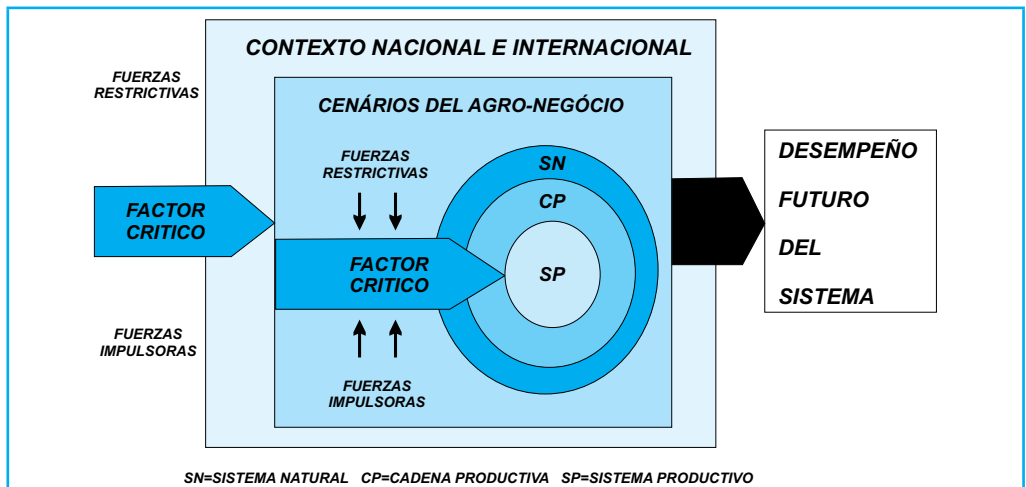 CONTEXTO NACIONAL E INTERNACIONAL
FUERZAS
RESTRICTIVAS
CENÁRIOS DEL AGRO-NEGÓCIO
FUERZAS
RESTRICTIVAS
SN
CP
SP
FACTOR
CRITICO
FACTOR
CRITICO
FUERZAS
IMPULSORAS
FUERZAS
IMPULSORAS
DESEMPEÑO
FUTURO
DEL
SISTEMA
SN=SISTEMA NATURAL CP=CADENA PRODUCTIVA SP=SISTEMA PRODUCTIVO